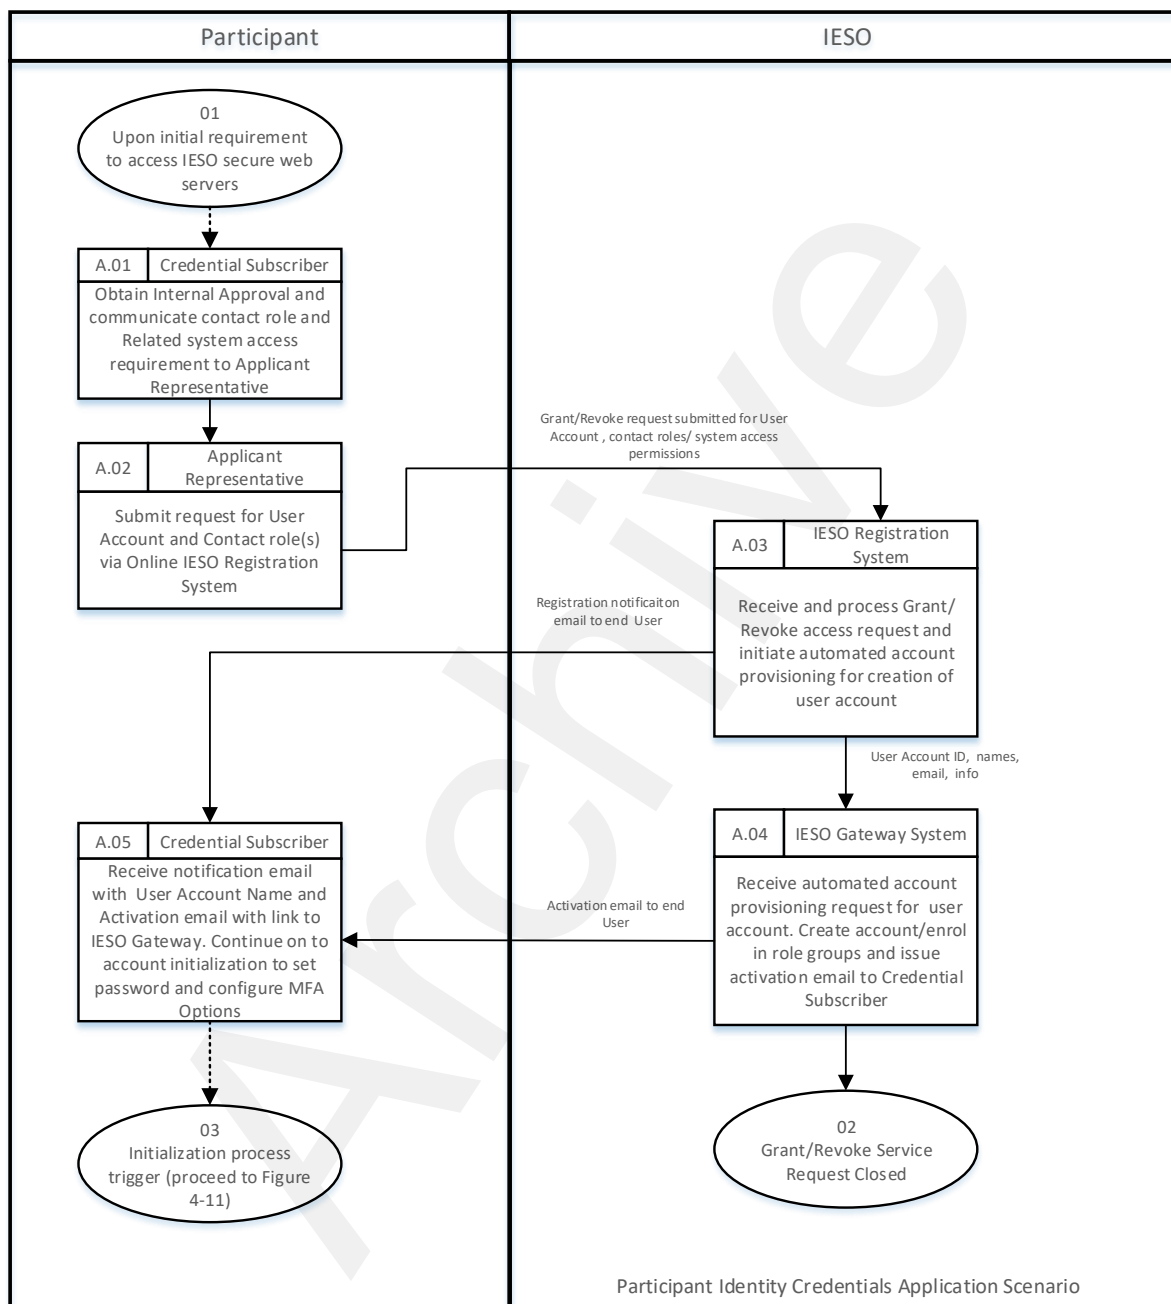 Participant
IESO
01
Upon initial requirement
to access IESO secure web
servers
A.01
Credential Subscriber
Obtain Internal Approval and
communicate contact role and
Related system access
requirement to Applicant
Representative
A.02
Applicant
Representative
Submit request for User
Account and Contact role(s)
via Online IESO Registration
System
Grant/Revoke request submitted for User
Account , contact roles/ system access
permissions
A.03
IESO Registration
System
Receive and process Grant/
Revoke access request and
initiate automated account
provisioning for creation of
user account
Registration notificaiton
email to end User
User Account ID, names,
email, info
A.04
IESO Gateway System
Receive automated account
provisioning request for user
account. Create account/enrol
in role groups and issue
activation email to Credential
Subscriber
Activation email to end
User
A.05
Credential Subscriber
Receive notification email
with User Account Name and
Activation email with link to
IESO Gateway. Continue on to
account initialization to set
password and configure MFA
Options
03
Initialization process
trigger (proceed to Figure
4-11)
02
Grant/Revoke Service
Request Closed
Participant Identity Credentials Application Scenario
Archive